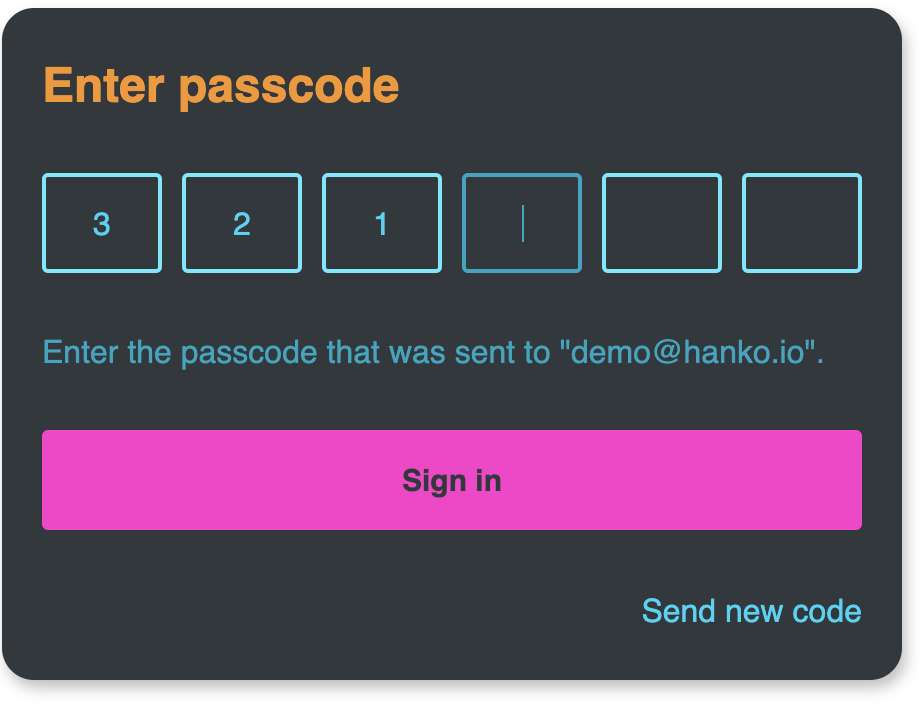 Enter passcode
3 2 1
Enter the passcode that was sent to "demo@hanko.io".
Sign in
Send new code